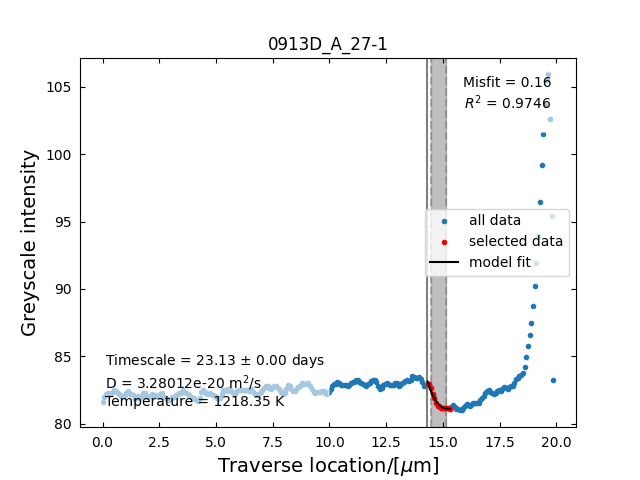 0913D_A_27-1
Misfit = 0.16
R² = 0.9746
105
100
95
90
85
80
Greyscale intensity
all data
selected data
model fit
Timescale = 23.13 ± 0.00 days
D = 3.28012e-20 m²/s
Temperature = 1218.35 K
0.0 2.5 5.0 7.5 10.0 12.5 15.0 17.5 20.0
Traverse location/[μm]